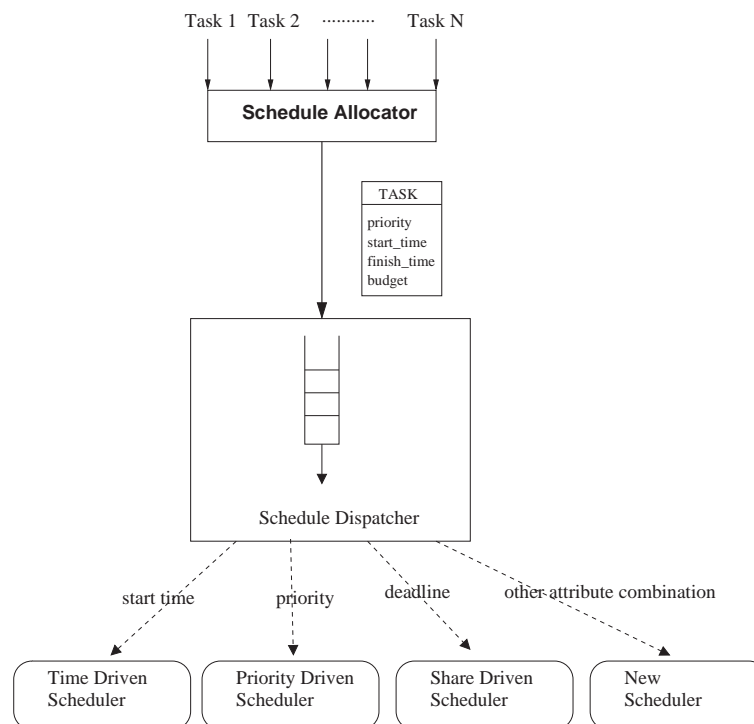 Task 1 Task 2 ........... Task N
Schedule Allocator
TASK
priority
start_time
finish_time
budget
Schedule Dispatcher
start time
priority
deadline
other attribute combination
Time Driven
Scheduler
Priority Driven
Scheduler
Share Driven
Scheduler
New
Scheduler